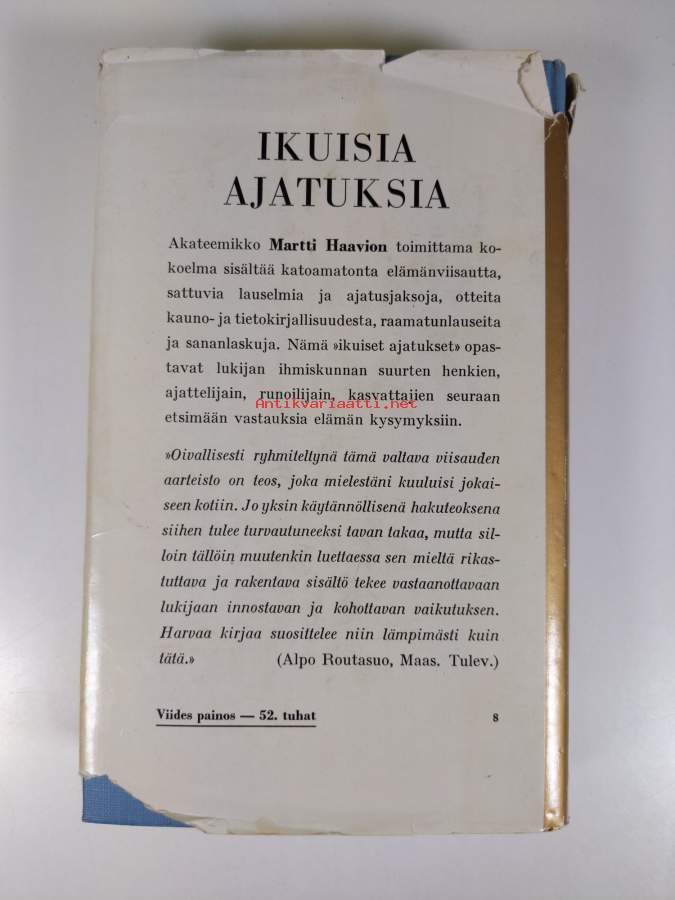 IKUISIA
AJATUKSIA
Akateemikko Martti Haavion toimittama ko-
koelma sisältää katoamatonta elämänviisautta,
sattuvia lauselmia ja ajatusjaksoja, otteita
kauno- ja tietokirjallisuudesta, raamatunlauseita
ja sananlaskuja. Nämä »ikuiset ajatukset» opas-
tavat lukijan ihmiskunnan suurten henkien,
ajattelijain, runoilijain, kasvattajien seuraan
Antikvariaatti.net
etsimään vastauksia elämän kysymyksiin.
»Oivallisesti ryhmiteltynä tämä valtava viisauden
aarteisto on teos, joka mielestäni kuuluisi jokai-
seen kotiin. Jo yksin käytännöllisenä hakuteoksena
siihen tulee turvautuneeksi tavan takaa, mutta sil-
loin tällöin muutenkin luettaessa sen mieltä rikas-
tuttava ja rakentava sisältö tekee vastaanottavaan
lukijaan innostavan ja kohottavan vaikutuksen.
Harvaa kirjaa suosittelee niin lämpimästi kuin
tätä.» (Alpo Routasuo, Maas. Tulev.)
Viides painos — 52. tuhat 8